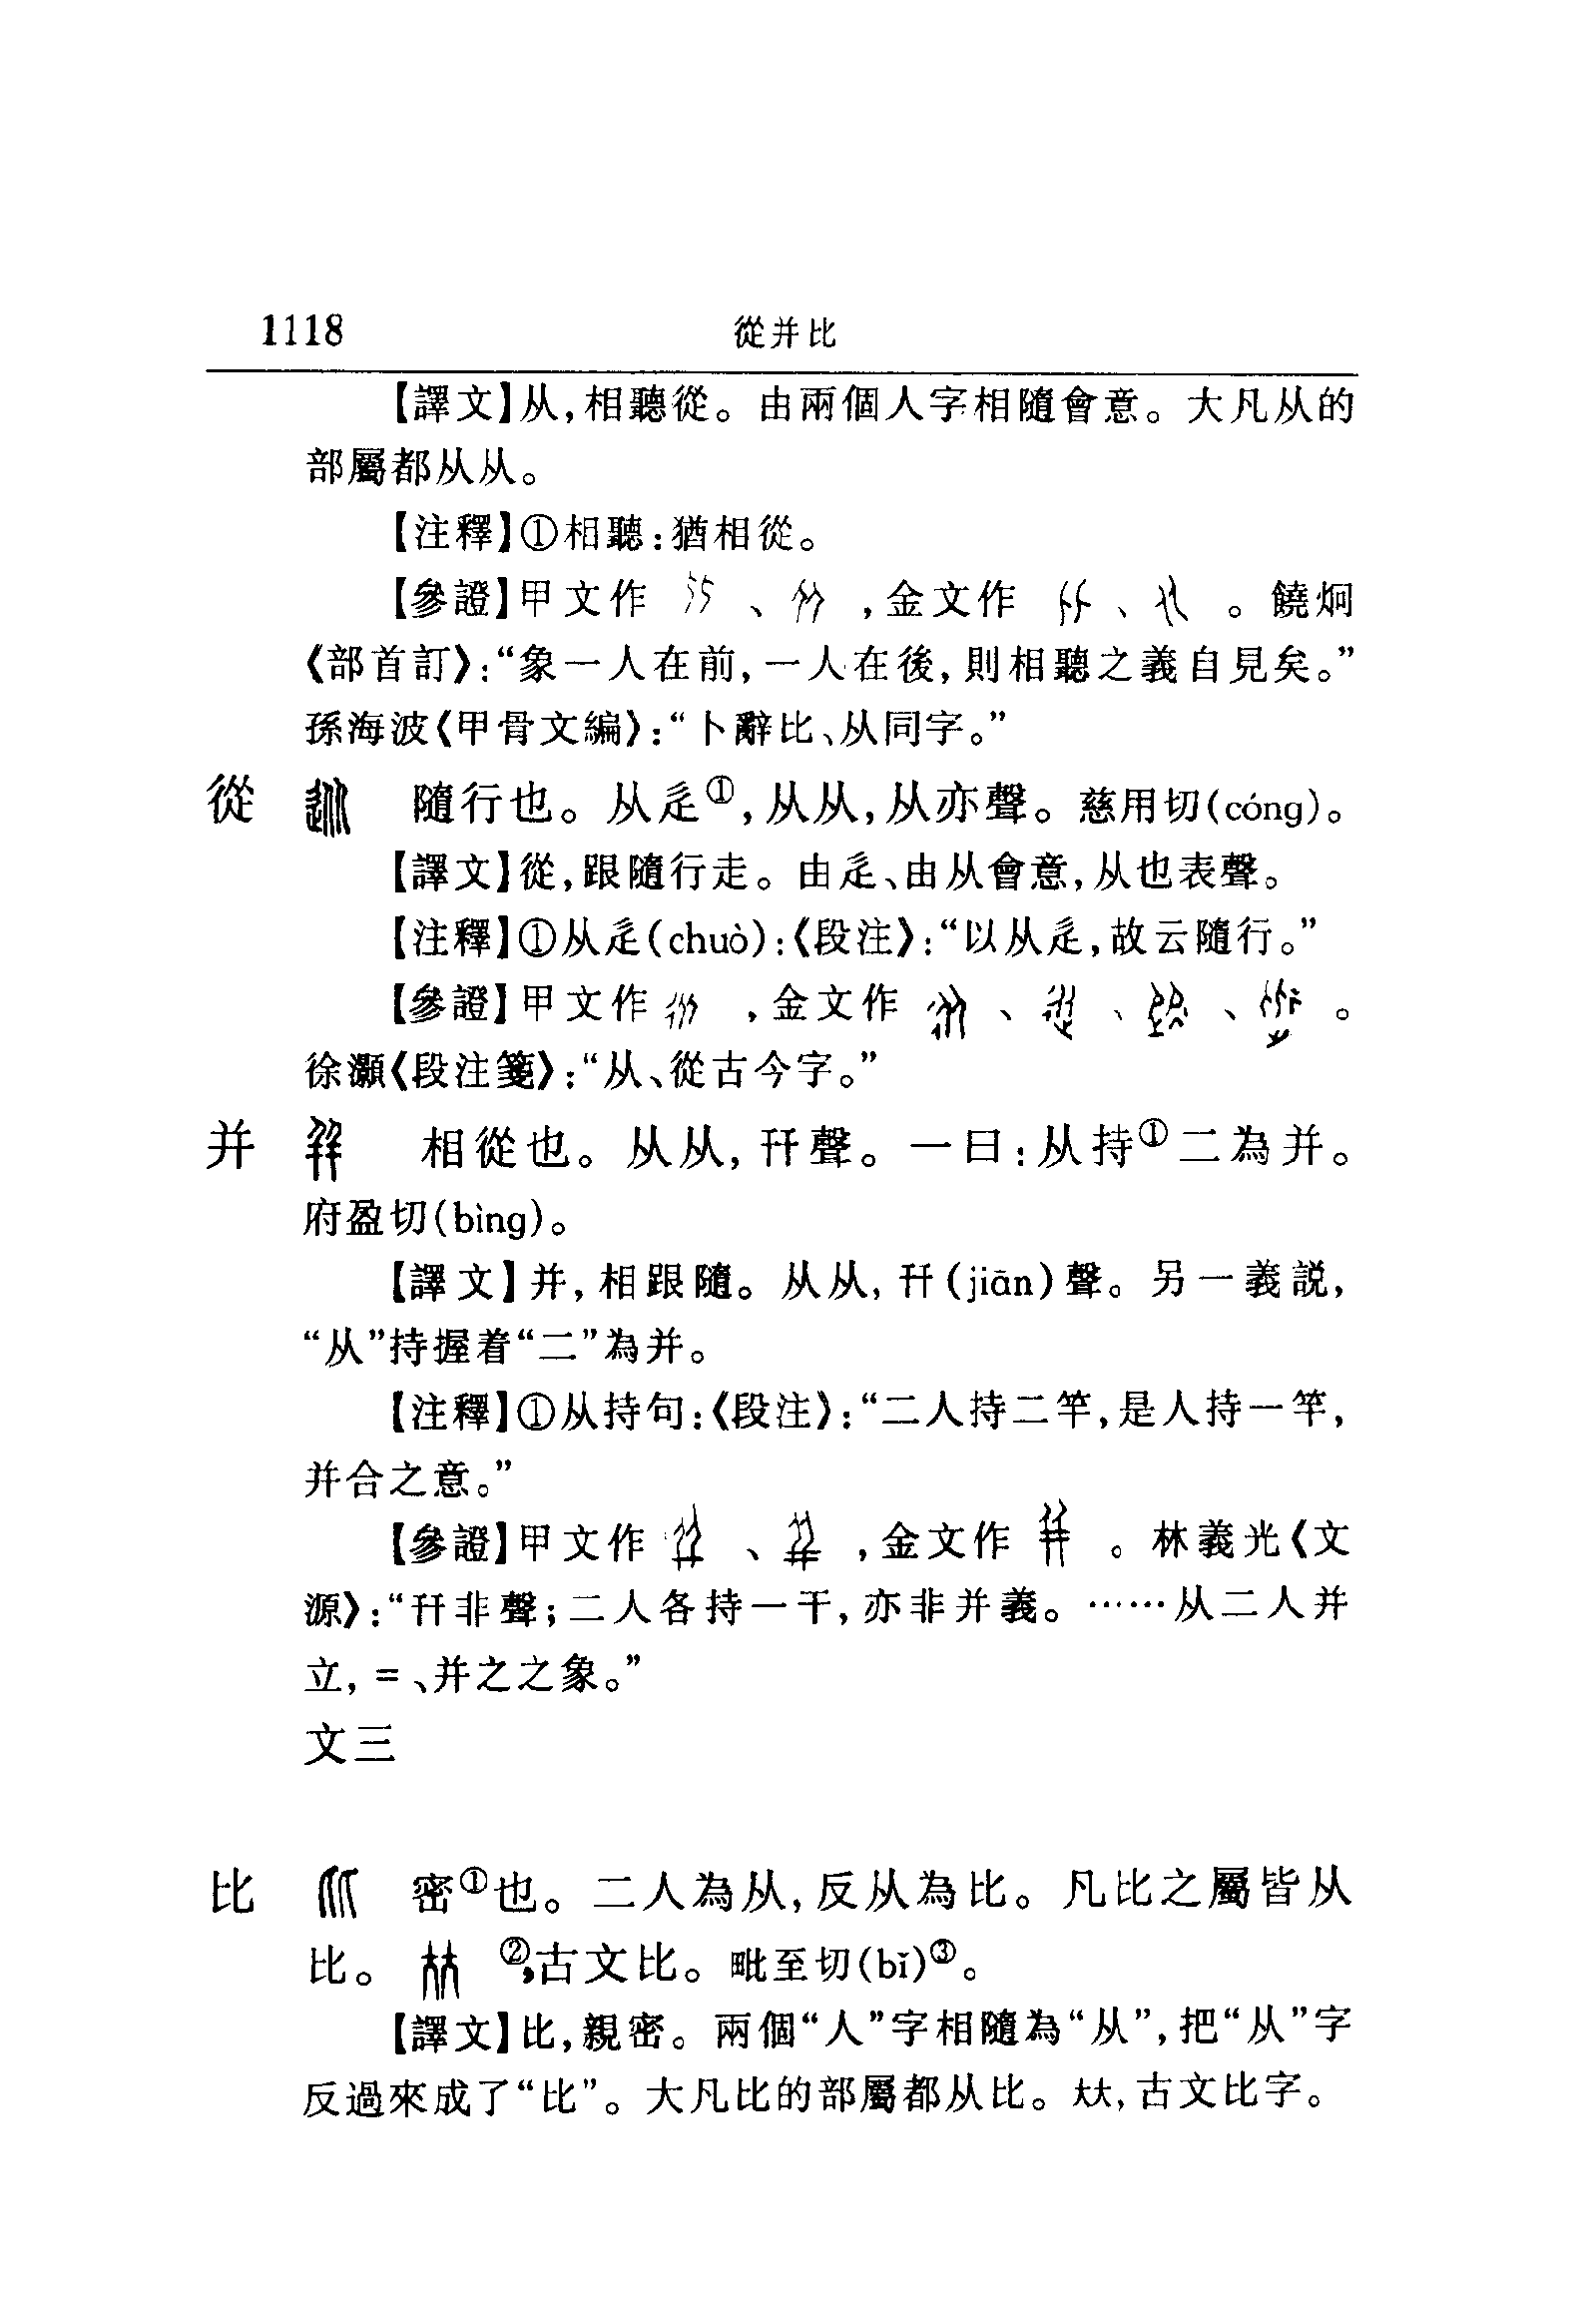 1118 從并比
【譯文】从,相聽從。由兩個人字相隨會意。大凡从的
部屬都从从。
【注釋】①相聽:猶相從。
【參證】甲文作 、 ,金文作 、 。饒炯
《部首訂》:“象一人在前,一人在後,則相聽之義自見矣。”
孫海波《甲骨文編》:“卜辭比、从同字。”
從 隨行也。从辵①,从从,从亦聲。慈用切(cóng)。
【譯文】從,跟隨行走。由辵、由从會意,从也表聲。
【注釋】①从辵(chuò):《段注》:“以从辵,故云隨行。”
【參證】甲文作 ,金文作 、 、 、 。
徐灝《段注箋》:“从、從古今字。”
并 相從也。从从,幵聲。一曰:从持①二為并。
府盈切(bìng)。
【譯文】并,相跟隨。从从,幵(jiān)聲。另一義説,
“从”持握着“二”為并。
【注釋】①从持句:《段注》:“二人持二竿,是人持一竿,
并合之意。”
【參證】甲文作 、 ,金文作 。林義光《文
源》:“幵非聲;二人各持一干,亦非并義。……从二人并
立,=、并之之象。”
文三
比 密①也。二人為从,反从為比。凡比之屬皆从
比。 ②,古文比。毗至切(bǐ)③。
【譯文】比,親密。兩個“人”字相隨為“从”,把“从”字
反過來成了“比”。大凡比的部屬都从比。㚘,古文比字。